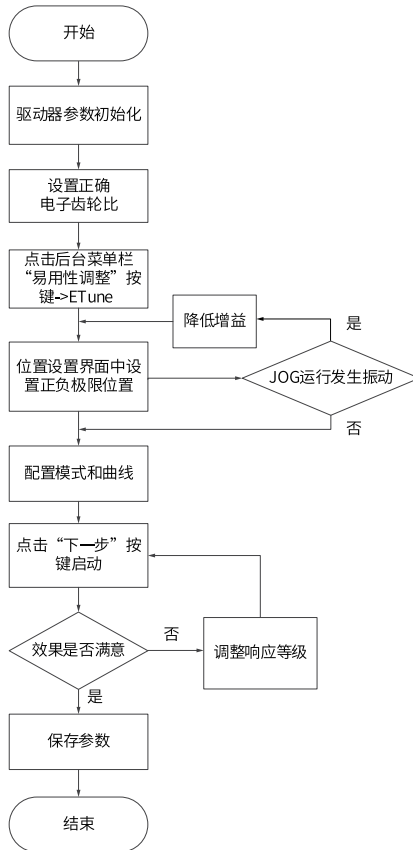 开始
驱动器参数初始化
设置正确
电子齿轮比
点击后台菜单栏
“易用性调整”按
键->ETune
降低增益
是
位置设置界面中设
置正负极限位置
JOG运行发生振动
否
配置模式和曲线
点击“下一步”按
键启动
效果是否满意
否
调整响应等级
是
保存参数
结束